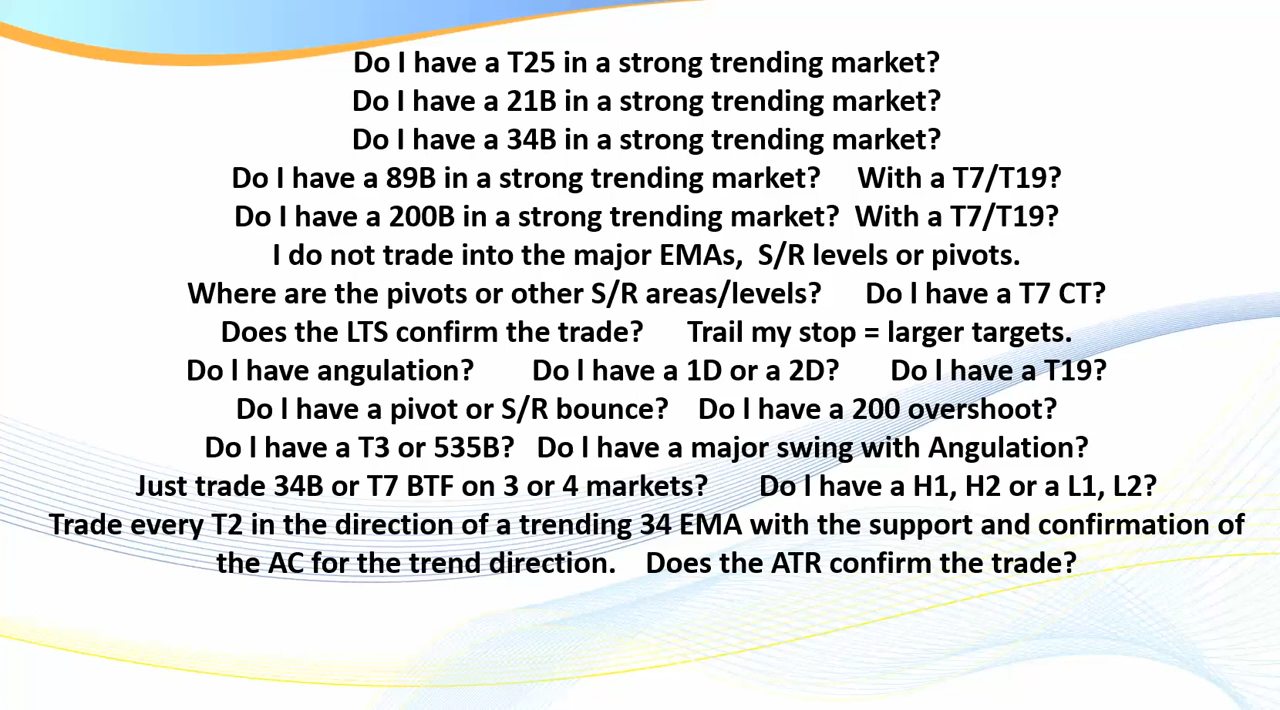 Do I have a T25 in a strong trending market?
Do I have a 21B in a strong trending market?
Do I have a 34B in a strong trending market?
Do I have a 89B in a strong trending market? With a T7/T19?
Do I have a 200B in a strong trending market? With a T7/T19?
I do not trade into the major EMAs, S/R levels or pivots.
Where are the pivots or other S/R areas/levels? Do I have a T7 CT?
Does the LTS confirm the trade? Trail my stop = larger targets.
Do I have angulation? Do I have a 1D or a 2D? Do I have a T19?
Do I have a pivot or S/R bounce? Do I have a 200 overshoot?
Do I have a T3 or 535B? Do I have a major swing with Angulation?
Just trade 34B or T7 BTF on 3 or 4 markets? Do I have a H1, H2 or a L1, L2?
Trade every T2 in the direction of a trending 34 EMA with the support and confirmation of
the AC for the trend direction. Does the ATR confirm the trade?